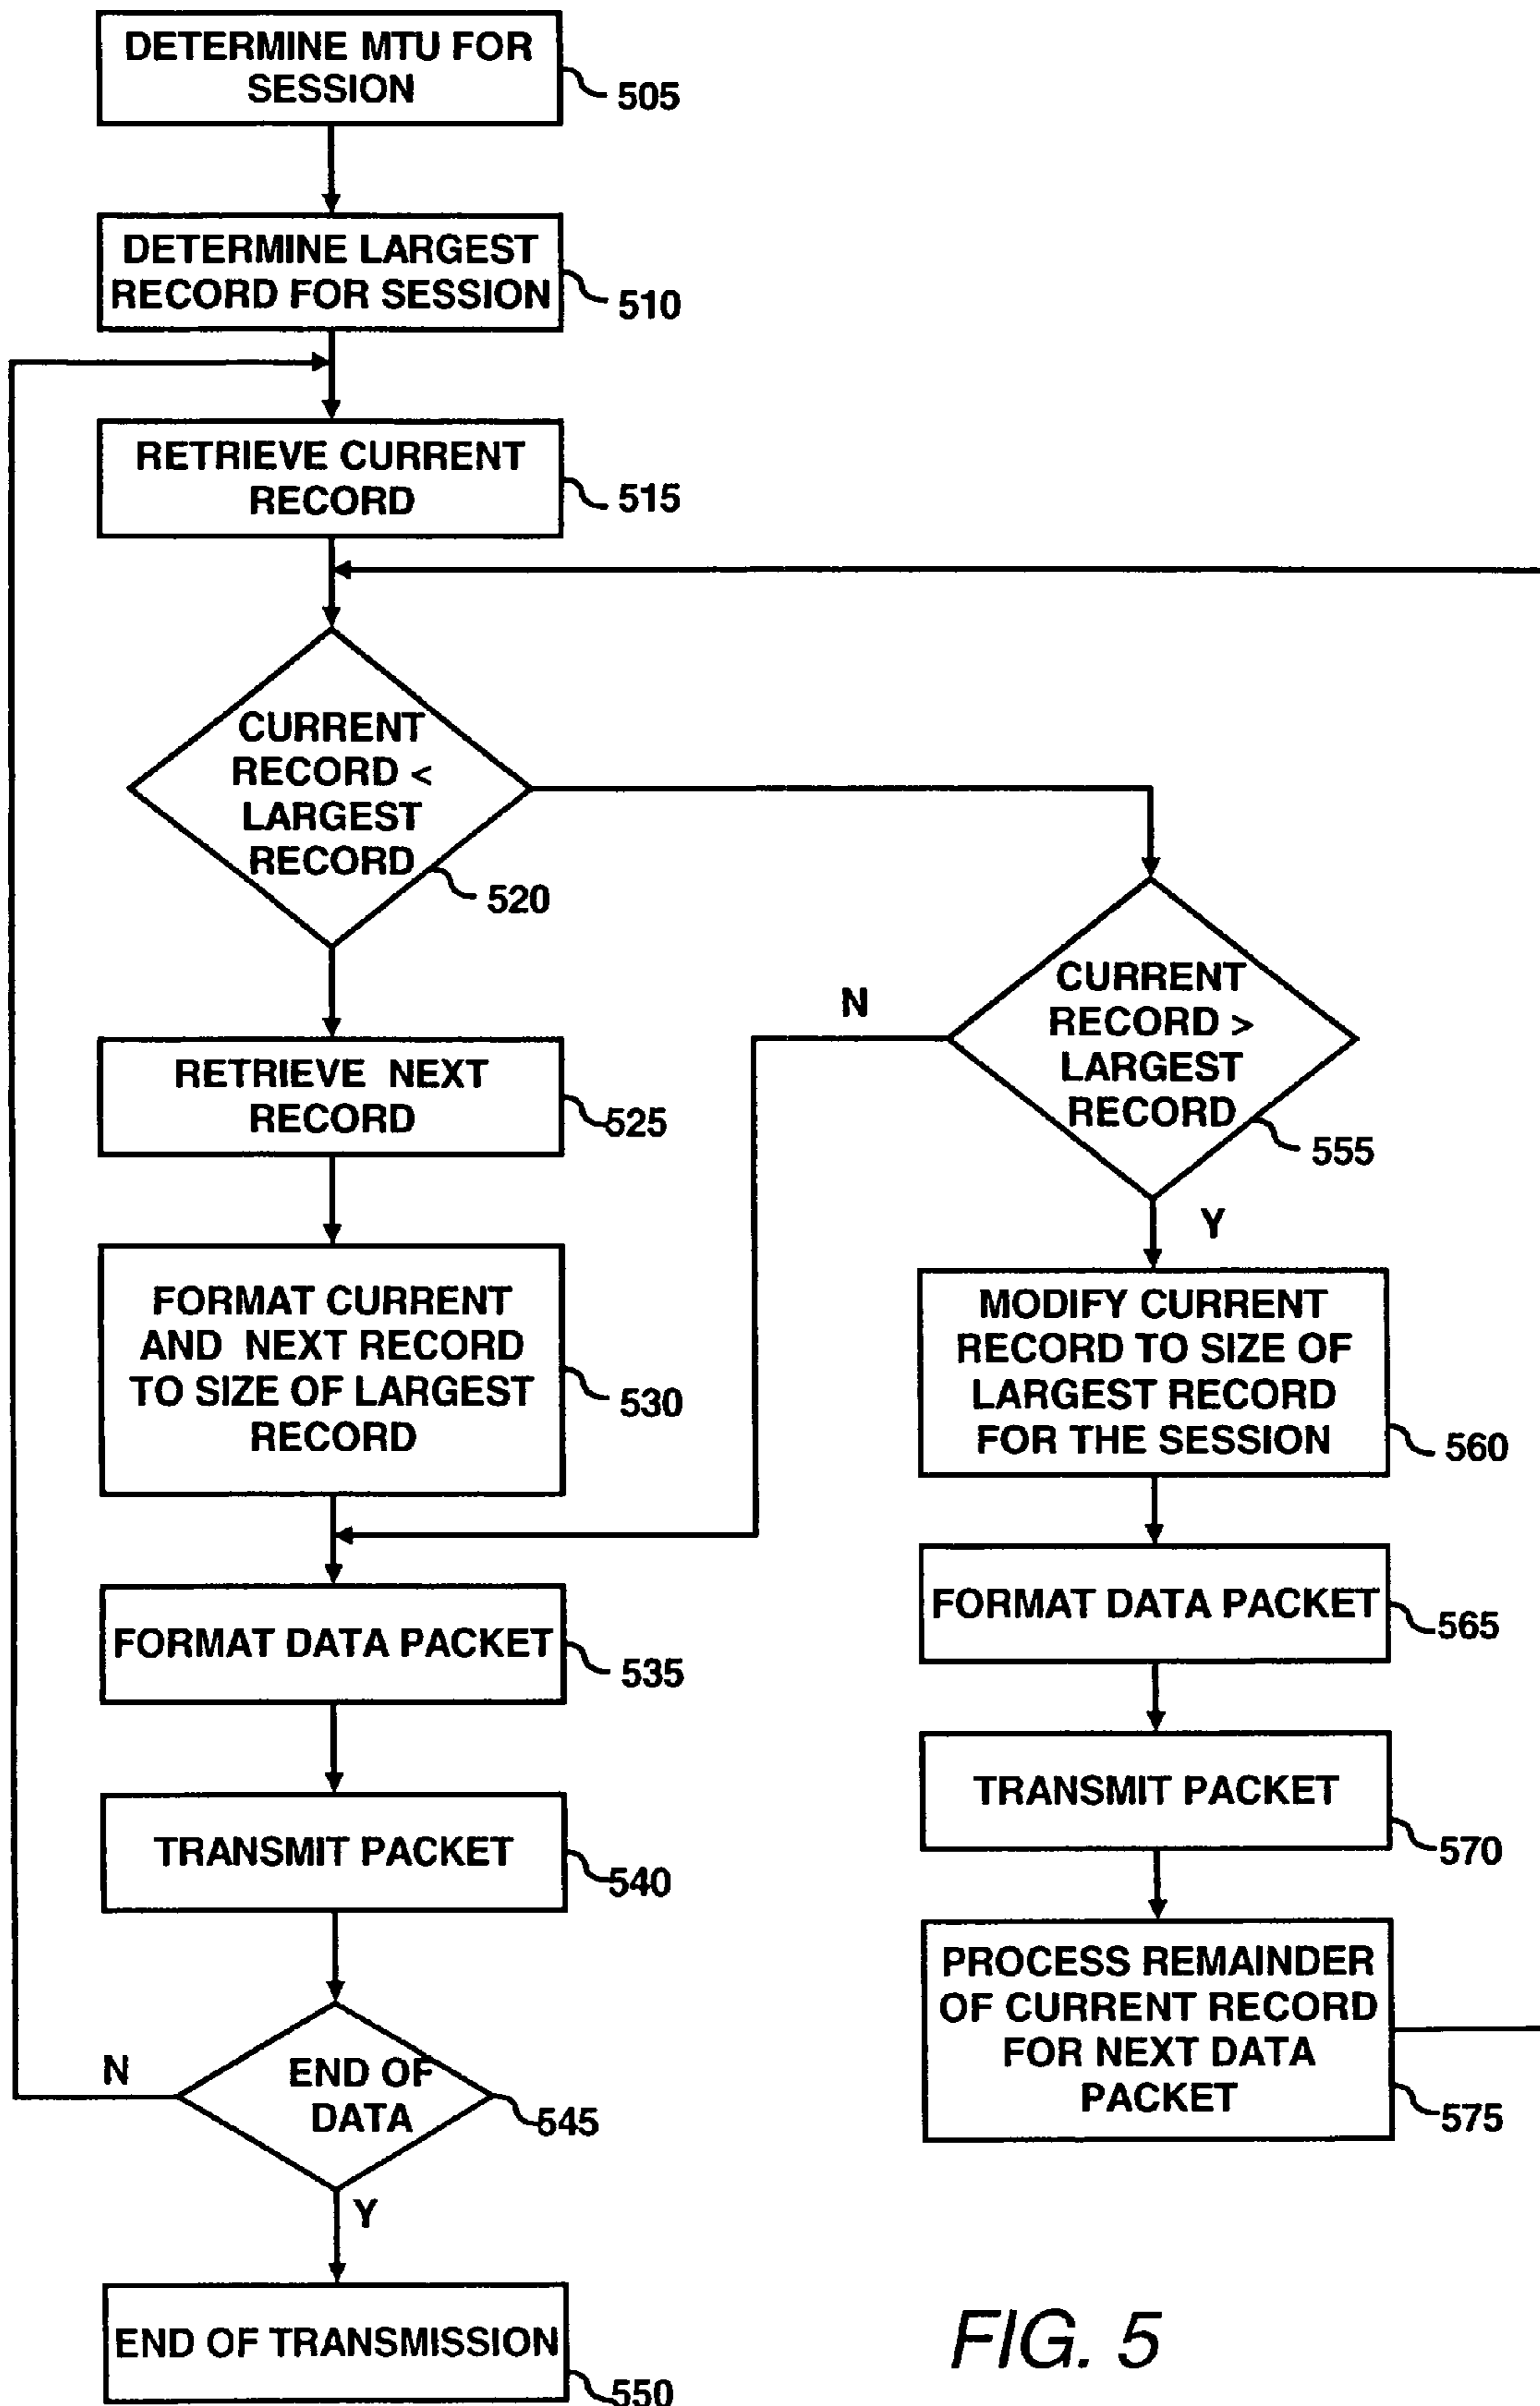 DETERMINE MTU FOR
SESSION
505
DETERMINE LARGEST
RECORD FOR SESSION
510
RETRIEVE CURRENT
RECORD
515
CURRENT
RECORD <
LARGEST
RECORD
520
RETRIEVE NEXT
RECORD
525
FORMAT CURRENT
AND NEXT RECORD
TO SIZE OF LARGEST
RECORD
530
FORMAT DATA PACKET
535
TRANSMIT PACKET
540
END OF
DATA
545
N
Y
END OF TRANSMISSION
550
CURRENT
RECORD >
LARGEST
RECORD
555
N
Y
MODIFY CURRENT
RECORD TO SIZE OF
LARGEST RECORD
FOR THE SESSION
560
FORMAT DATA PACKET
565
TRANSMIT PACKET
570
PROCESS REMAINDER
OF CURRENT RECORD
FOR NEXT DATA
PACKET
575
FIG. 5